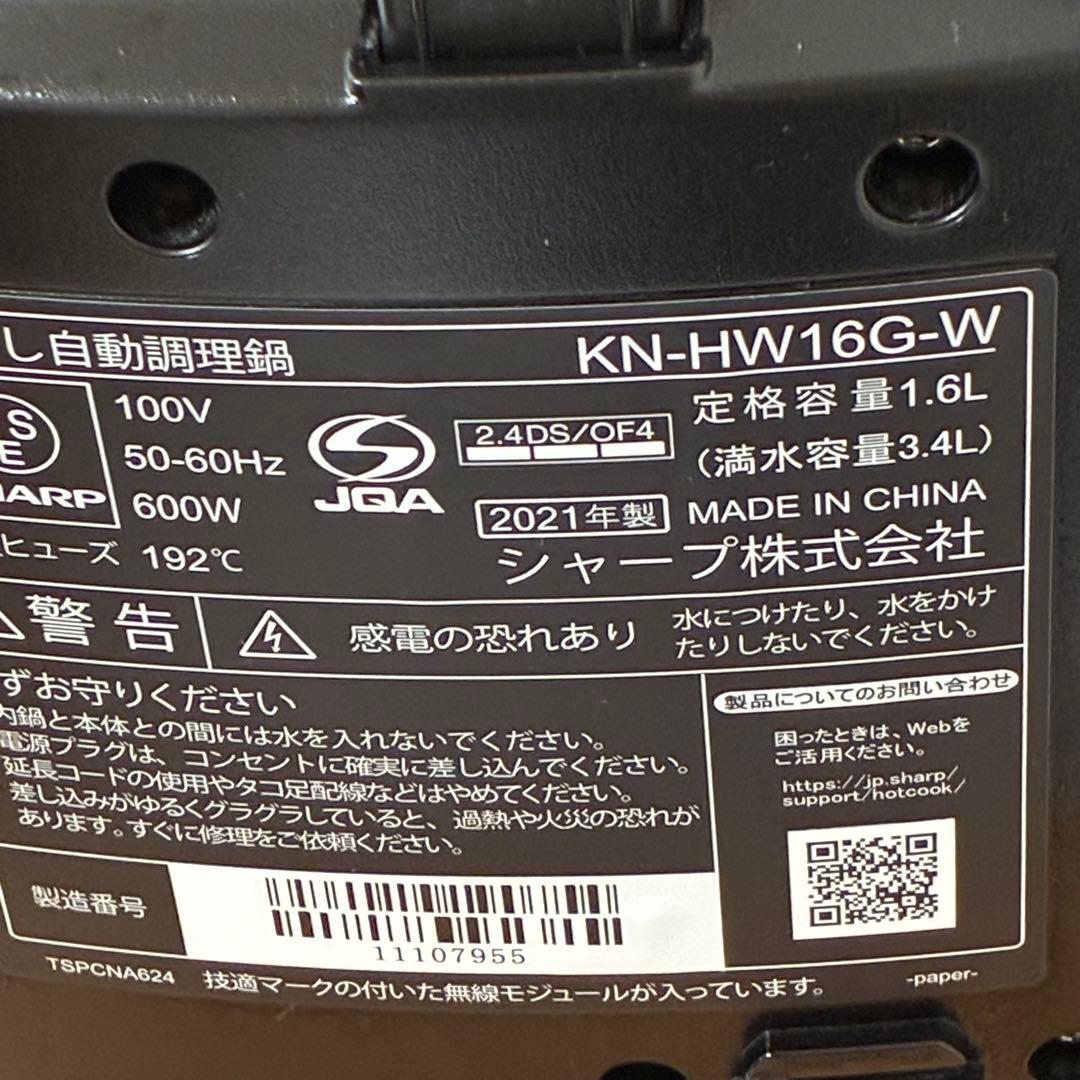 し自動調理鍋 KN-HW16G-W
S
E
100V
50-60Hz
600W
ヒューズ 192℃
JQA
2.4DS/OF4
2021年製
定格容量1.6L
(満水容量3.4L)
MADE IN CHINA
シャープ株式会社
警告
感電の恐れあり
水につけたり、水をかけ
たりしないでください。
ずお守りください
内鍋と本体との間には水を入れないでください。
電源プラグは、コンセントに確実に差し込んでください。
延長コードの使用やタコ足配線などはやめてください。
差し込みがゆるくグラグラしていると、過熱や火災の恐れが
あります。すぐに修理をご依頼ください。
製品についてのお問い合わせ
困ったときは、Webを
ご活用ください。
https://jp.sharp/
support/hotcook/
製造番号
11107955
TSPCNA624 技適マークの付いた無線モジュールが入っています。 -paper-